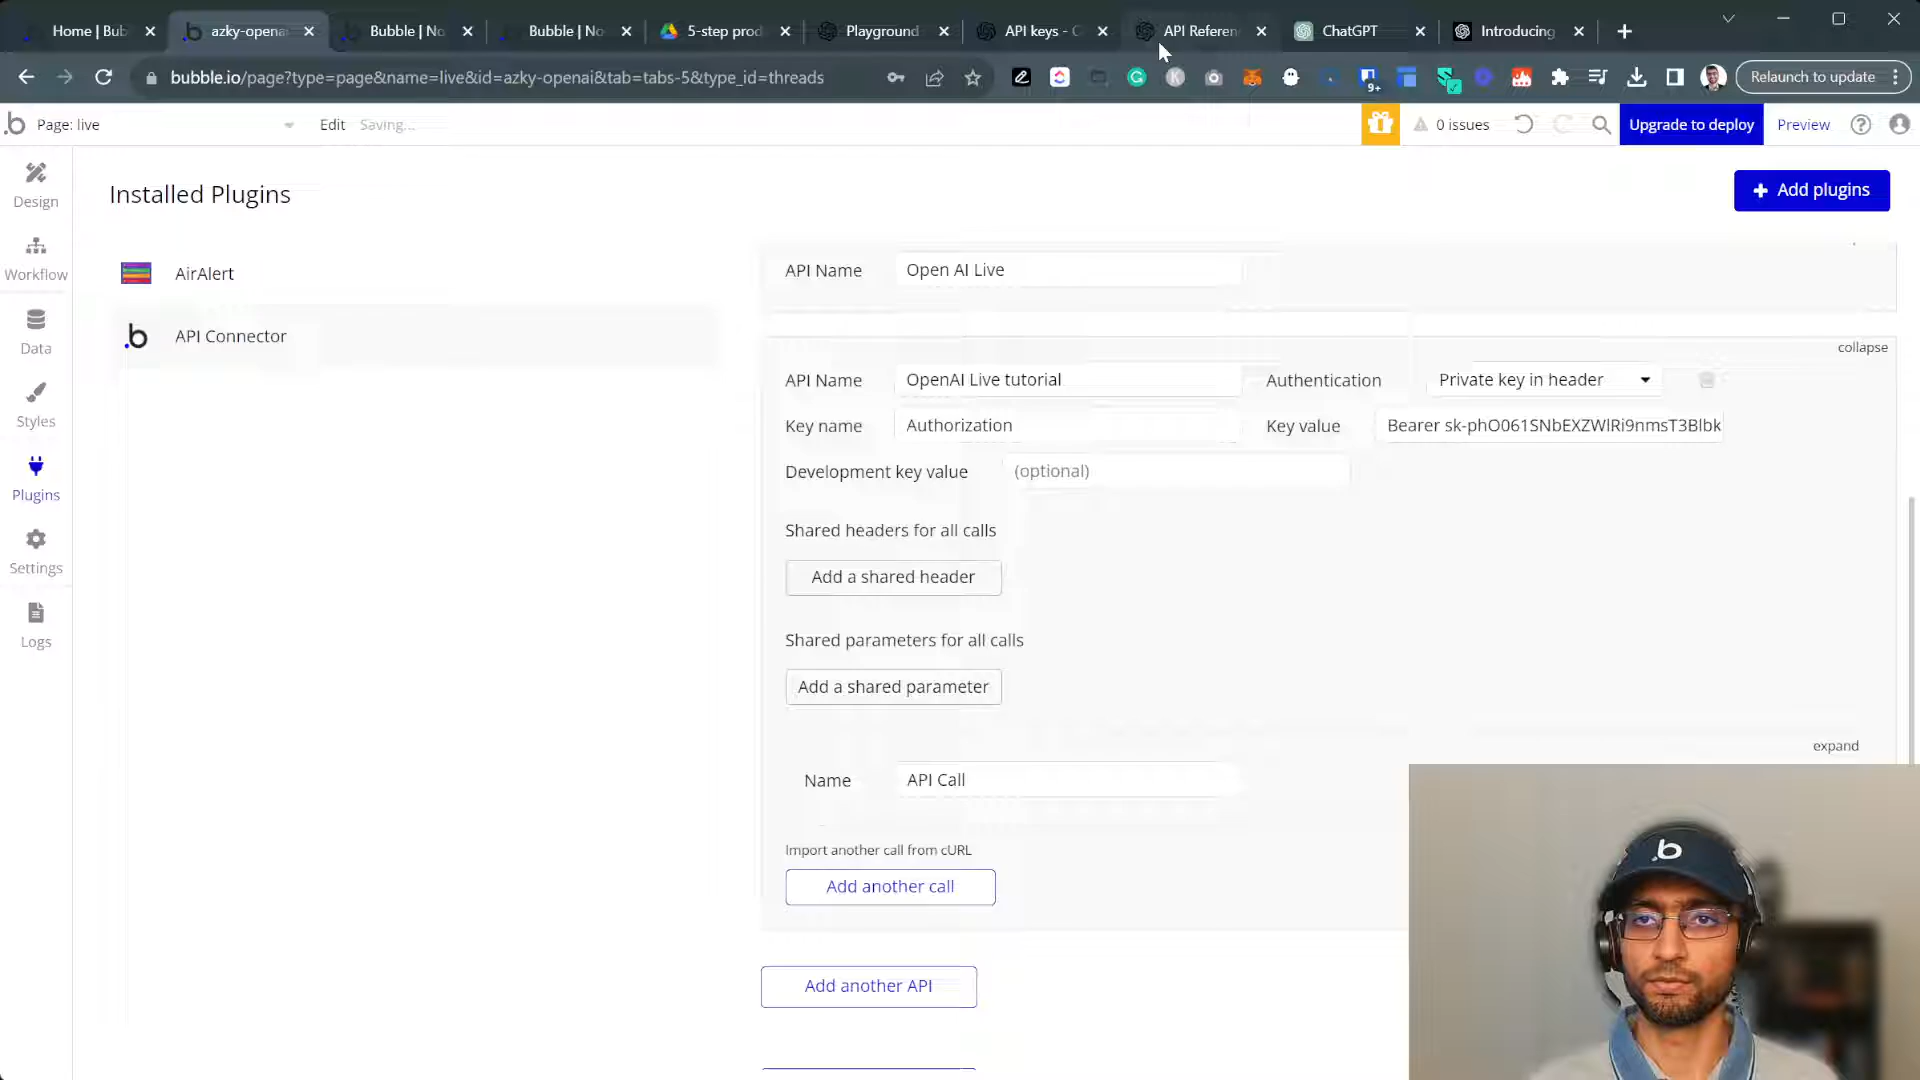 Home | Bub
azky-opena
Bubble | No
Bubble | No
5-step prod
Playground
API keys - O
API Referen
ChatGPT
Introducing
bubble.io/page?type=page&name=live&id=azky-openai&tab=tabs-5&type_id=threads
9+
Relaunch to update
Page: live
Edit
Saving...
0 issues
Upgrade to deploy
Preview
Design
Workflow
Data
Styles
Plugins
Settings
Logs
Installed Plugins
Add plugins
AirAlert
API Connector
API Name
Open AI Live
collapse
API Name
OpenAI Live tutorial
Authentication
Private key in header
Key name
Authorization
Key value
Bearer sk-phO061SNbEXZWlRi9nmsT3Blbk
Development key value
(optional)
Shared headers for all calls
Add a shared header
Shared parameters for all calls
Add a shared parameter
expand
Name
API Call
Import another call from cURL
Add another call
Add another API